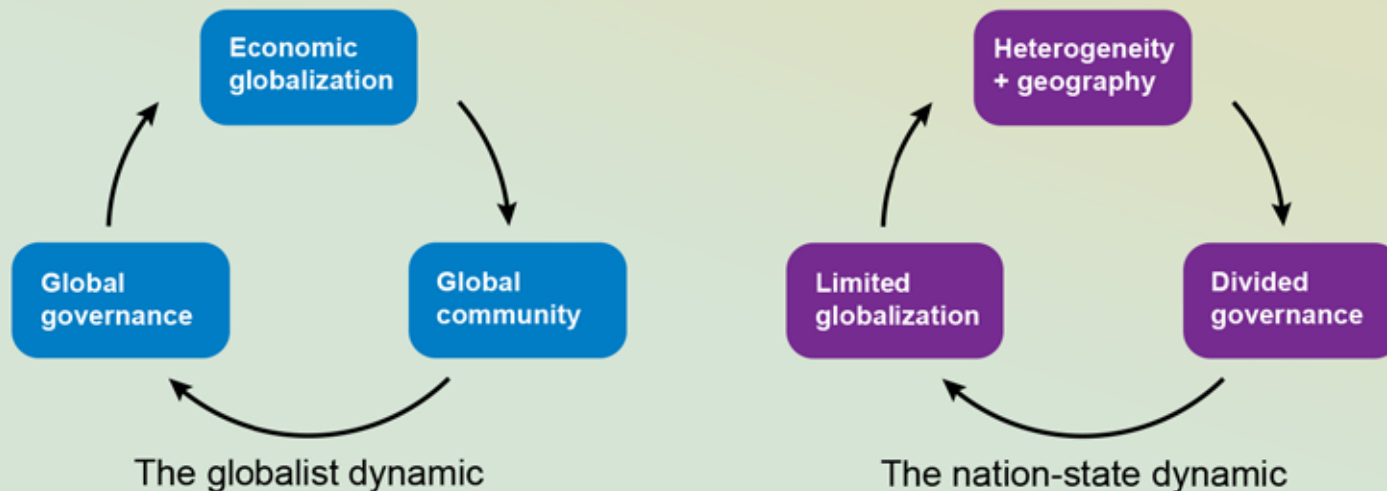 Economic
globalization
Global
governance
Global
community
The globalist dynamic
Heterogeneity
+ geography
Limited
globalization
Divided
governance
The nation-state dynamic